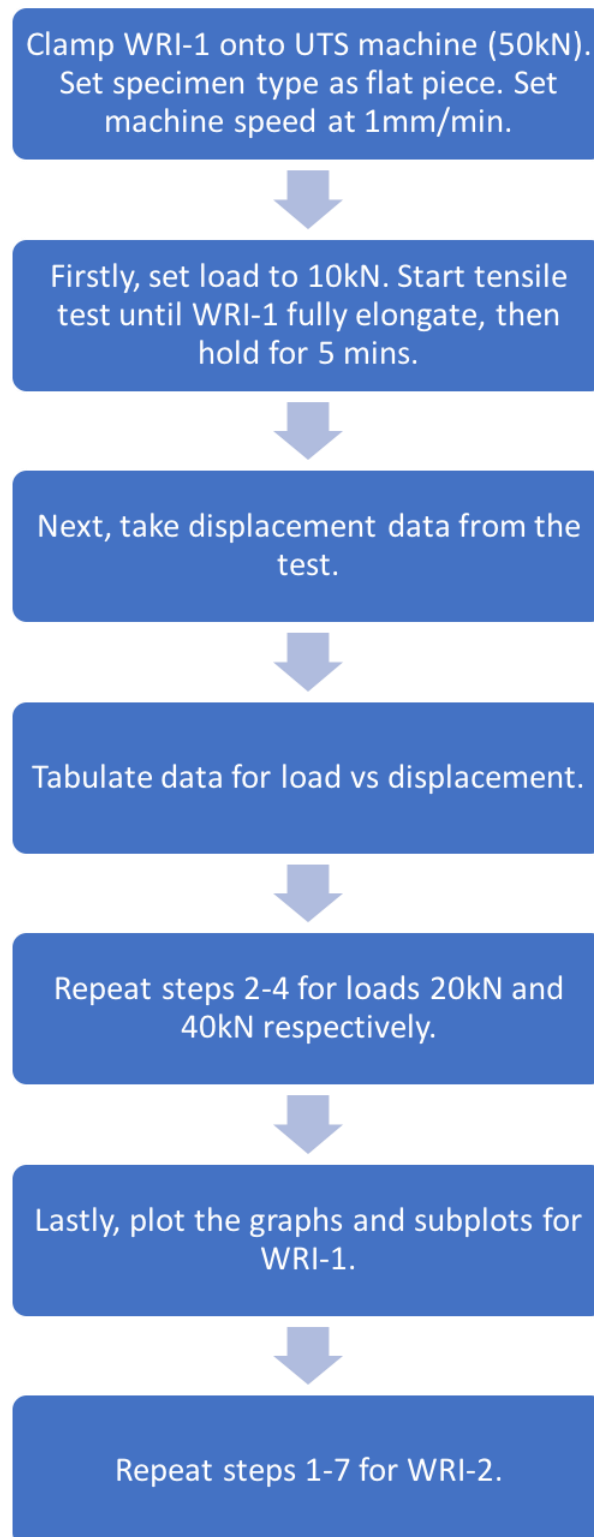 Clamp WRI-1 onto UTS machine (50kN).
Set specimen type as flat piece. Set
machine speed at 1mm/min.
Firstly, set load to 10kN. Start tensile
test until WRI-1 fully elongate, then
hold for 5 mins.
Next, take displacement data from the
test.
Tabulate data for load vs displacement.
Repeat steps 2-4 for loads 20kN and
40kN respectively.
Lastly, plot the graphs and subplots for
WRI-1.
Repeat steps 1-7 for WRI-2.